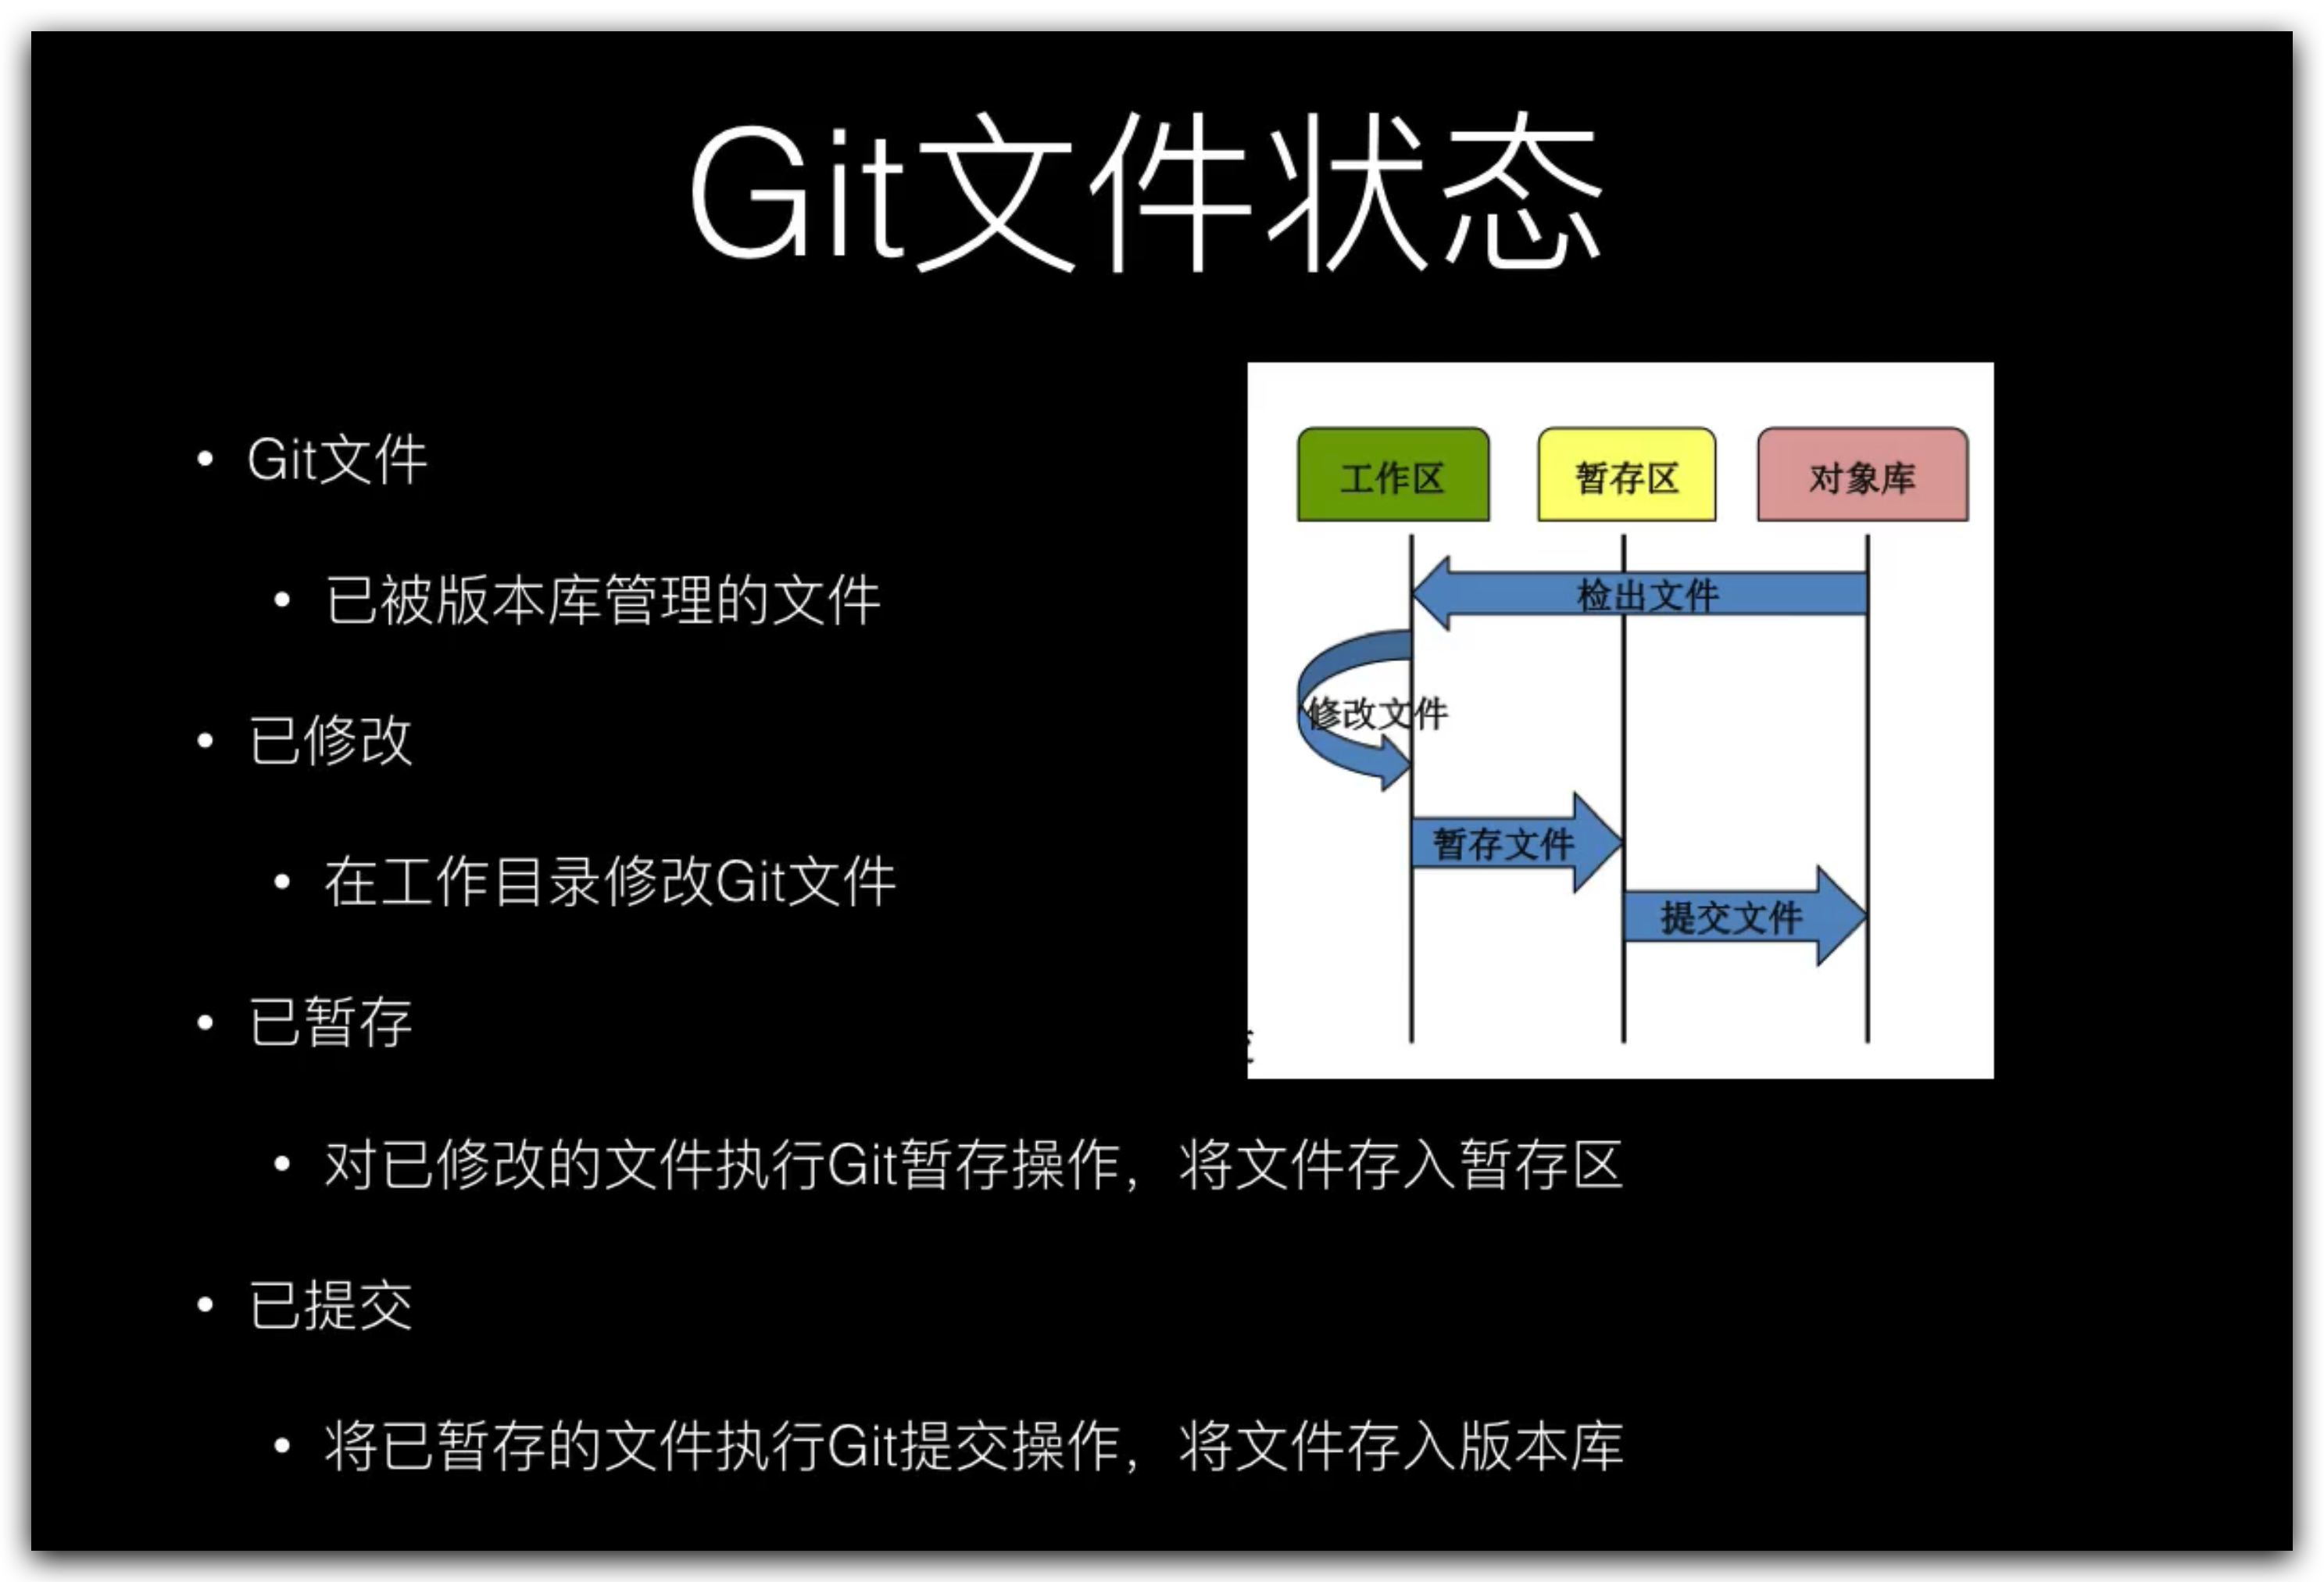 Git文件状态
Git文件
已被版本库管理的文件
已修改
在工作目录修改Git文件
已暂存
对已修改的文件执行Git暂存操作，将文件存入暂存区
已提交
将已暂存的文件执行Git提交操作，将文件存入版本库
工作区
暂存区
对象库
检出文件
修改文件
暂存文件
提交文件